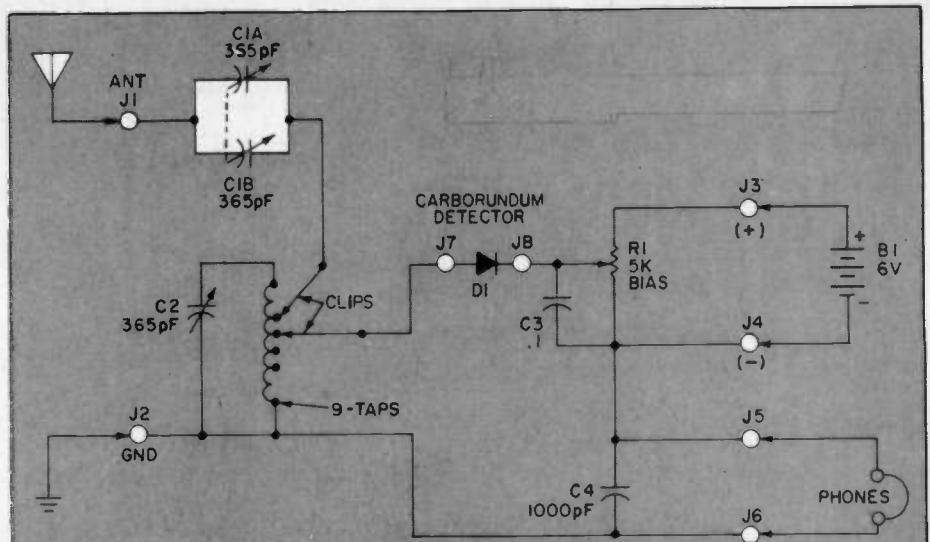 C1A
355pF
ANT
J1
C1B
365pF
CARBORUNDUM
DETECTOR
J7
J8
D1
J3
(+)
R1
5K
BIAS
+
B1
6V
-
C2
365pF
CLIPS
C3
.1
J4
(-)
9-TAPS
J2
GND
J5
C4
1000pF
PHONES
J6